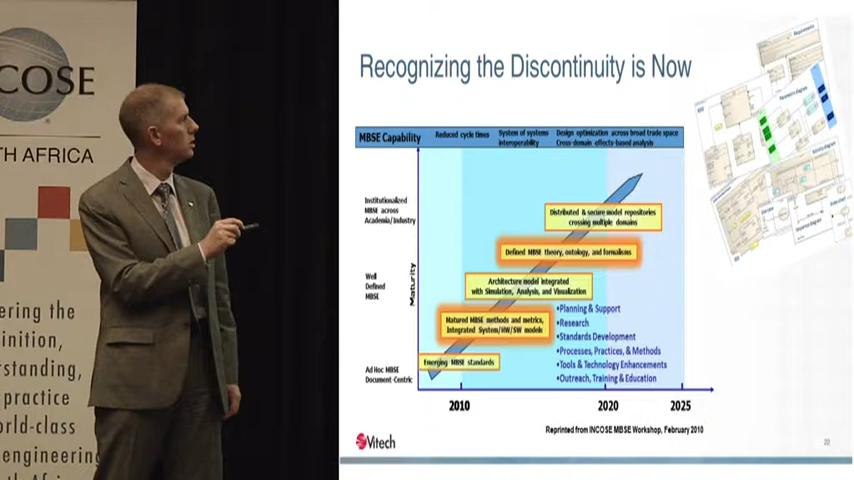 COSE
TH AFRICA
ering the
inition,
rstanding,
practice
orld-class
engineering
th Afri
Recognizing the Discontinuity is Now
MBSE Capability
Reduced cycle times
System of systems
interoperability
Design optimization across broad trade space
Cross-domain effects-based analysis
Institutionalized
MBSE across
Academia/Industry
Well
Defined
MBSE
Ad Hoc MBSE
Document-Centric
Maturity
Distributed & secure model repositories
crossing multiple domains
Defined MBSE theory, ontology, and formalisms
Architecture model integrated
with Simulation, Analysis, and Visualization
Matured MBSE methods and metrics,
Integrated System/HW/SW models
Emerging MBSE standards
•Planning & Support
•Research
•Standards Development
•Processes, Practices, & Methods
•Tools & Technology Enhancements
•Outreach, Training & Education
2010
2020
2025
Reprinted from INCOSE MBSE Workshop, February 2010
Vitech
22